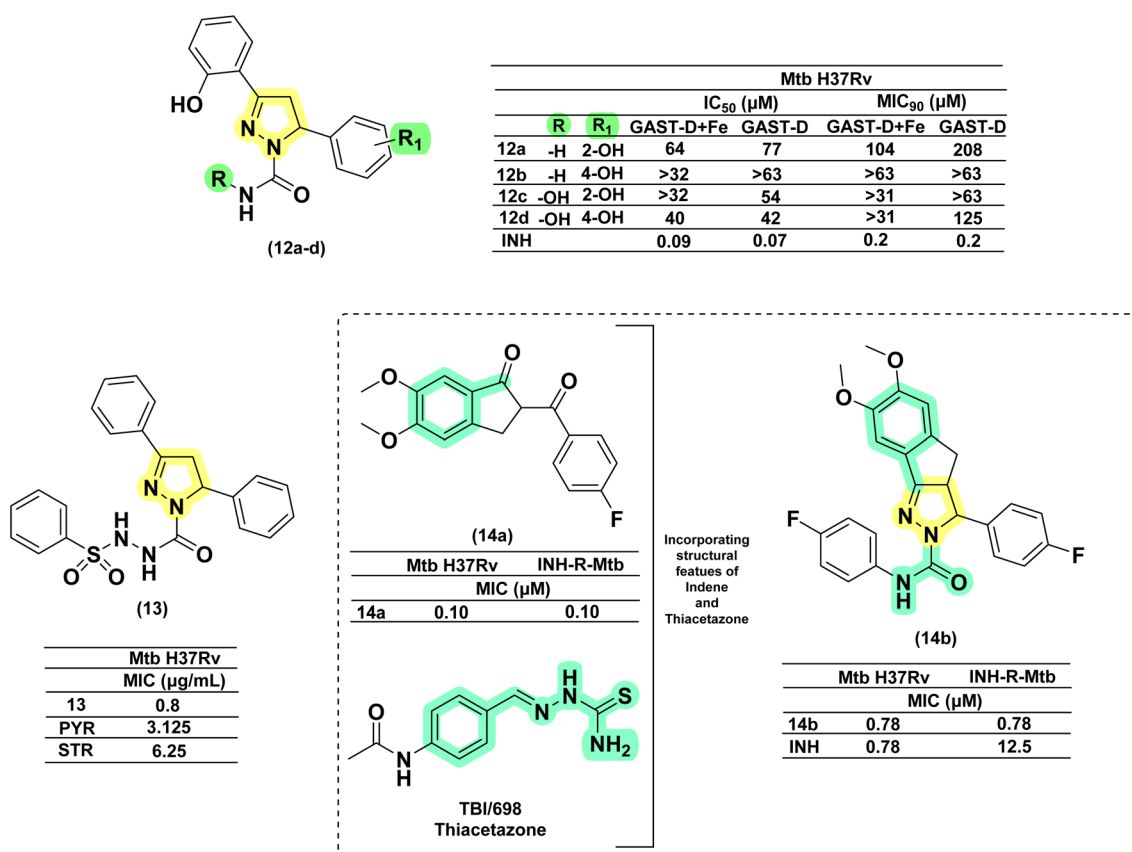 HO
N
N
R1
R
N
H
O
(12a-d)
Mtb H37Rv
IC50 (µM) MIC90 (µM)
R R1 GAST-D+Fe GAST-D GAST-D+Fe GAST-D
12a -H 2-OH 64 77 104 208
12b -H 4-OH >32 >63 >63 >63
12c -OH 2-OH >32 54 >31 >63
12d -OH 4-OH 40 42 >31 125
INH 0.09 0.07 0.2 0.2
N
N
H
N
O
S
N
H
O O
(13)
Mtb H37Rv
MIC (µg/mL)
13 0.8
PYR 3.125
STR 6.25
O
O
O
O
F
(14a)
Mtb H37Rv INH-R-Mtb
MIC (µM)
14a 0.10 0.10
H
N
S
O
N
NH2
N
H
TBI/698
Thiacetazone
Incorporating
structural
featues of
Indene
and
Thiacetazone
O
O
N
N
F
F
N
H
O
(14b)
Mtb H37Rv INH-R-Mtb
MIC (µM)
14b 0.78 0.78
INH 0.78 12.5